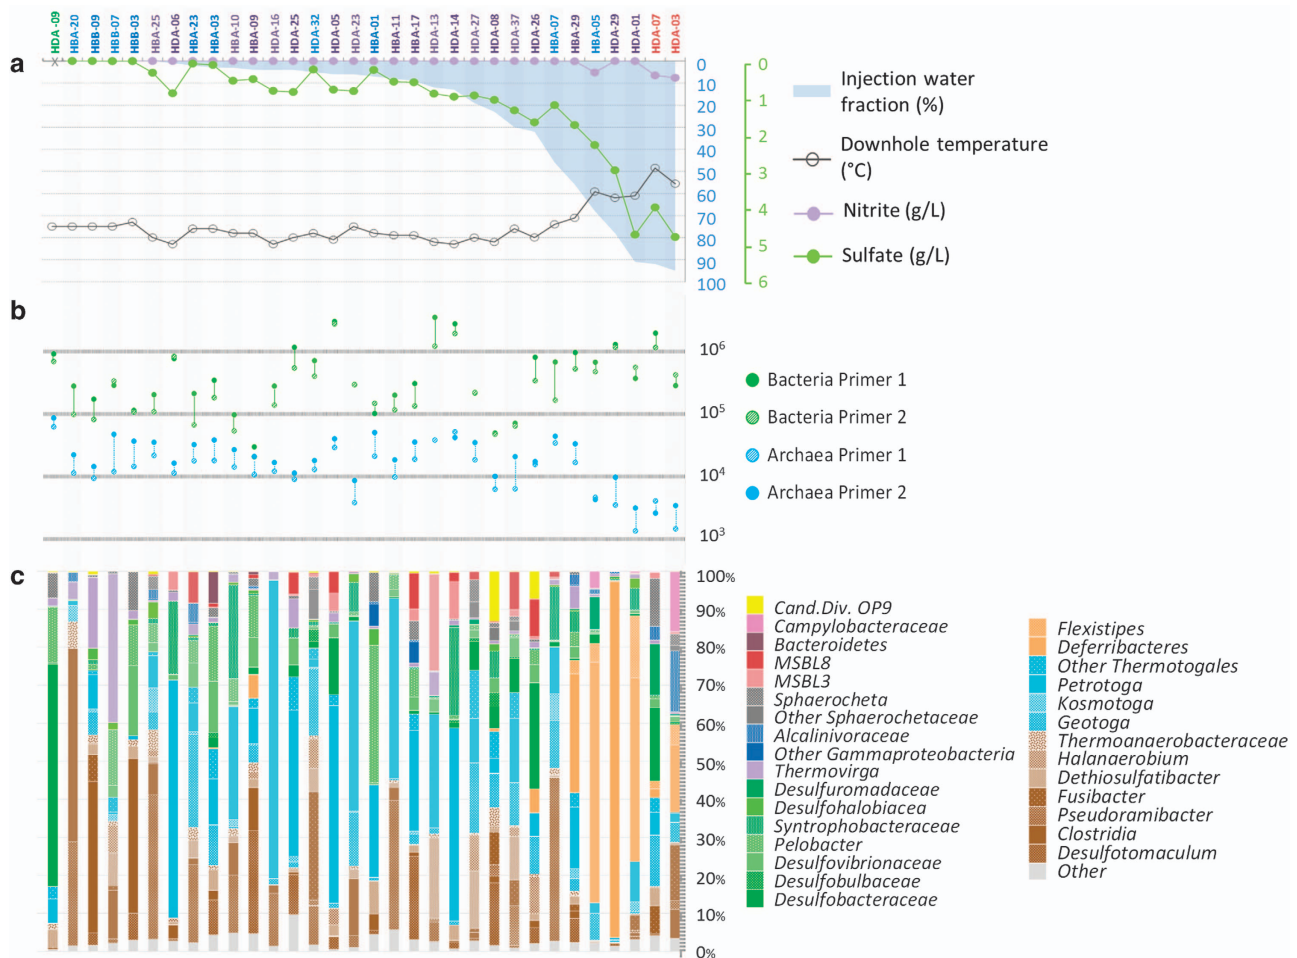 HDA-09
HBA-20
HBB-09
HBB-07
HBB-03
HBA-25
HDA-06
HBA-23
HBA-03
HBA-10
HBA-09
HDA-16
HDA-25
HDA-32
HDA-05
HDA-23
HBA-01
HBA-11
HBA-17
HDA-13
HDA-14
HDA-27
HDA-08
HDA-37
HDA-26
HBA-07
HBA-29
HBA-05
HDA-29
HDA-01
HDA-07
HDA-03
a
X
0
10
20
30
40
50
60
70
80
90
100
0
1
2
3
4
5
6
Injection water
fraction (%)
Downhole temperature
(°C)
Nitrite (g/L)
Sulfate (g/L)
b
10⁶
10⁵
10⁴
10³
Bacteria Primer 1
Bacteria Primer 2
Archaea Primer 1
Archaea Primer 2
c
100%
90%
80%
70%
60%
50%
40%
30%
20%
10%
0%
Cand.Div. OP9
Campylobacteraceae
Bacteroidetes
MSBL8
MSBL3
Sphaerocheta
Other Sphaerochetaceae
Alcalinivoraceae
Other Gammaproteobacteria
Thermovirga
Desulfuromadaceae
Desulfohalobiacea
Syntrophobacteraceae
Pelobacter
Desulfovibrionaceae
Desulfobulbaceae
Desulfobacteraceae
Flexistipes
Deferribacteres
Other Thermotogales
Petrotoga
Kosmotoga
Geotoga
Thermoanaerobacteraceae
Halanaerobium
Dethiosulfatibacter
Fusibacter
Pseudoramibacter
Clostridia
Desulfotomaculum
Other